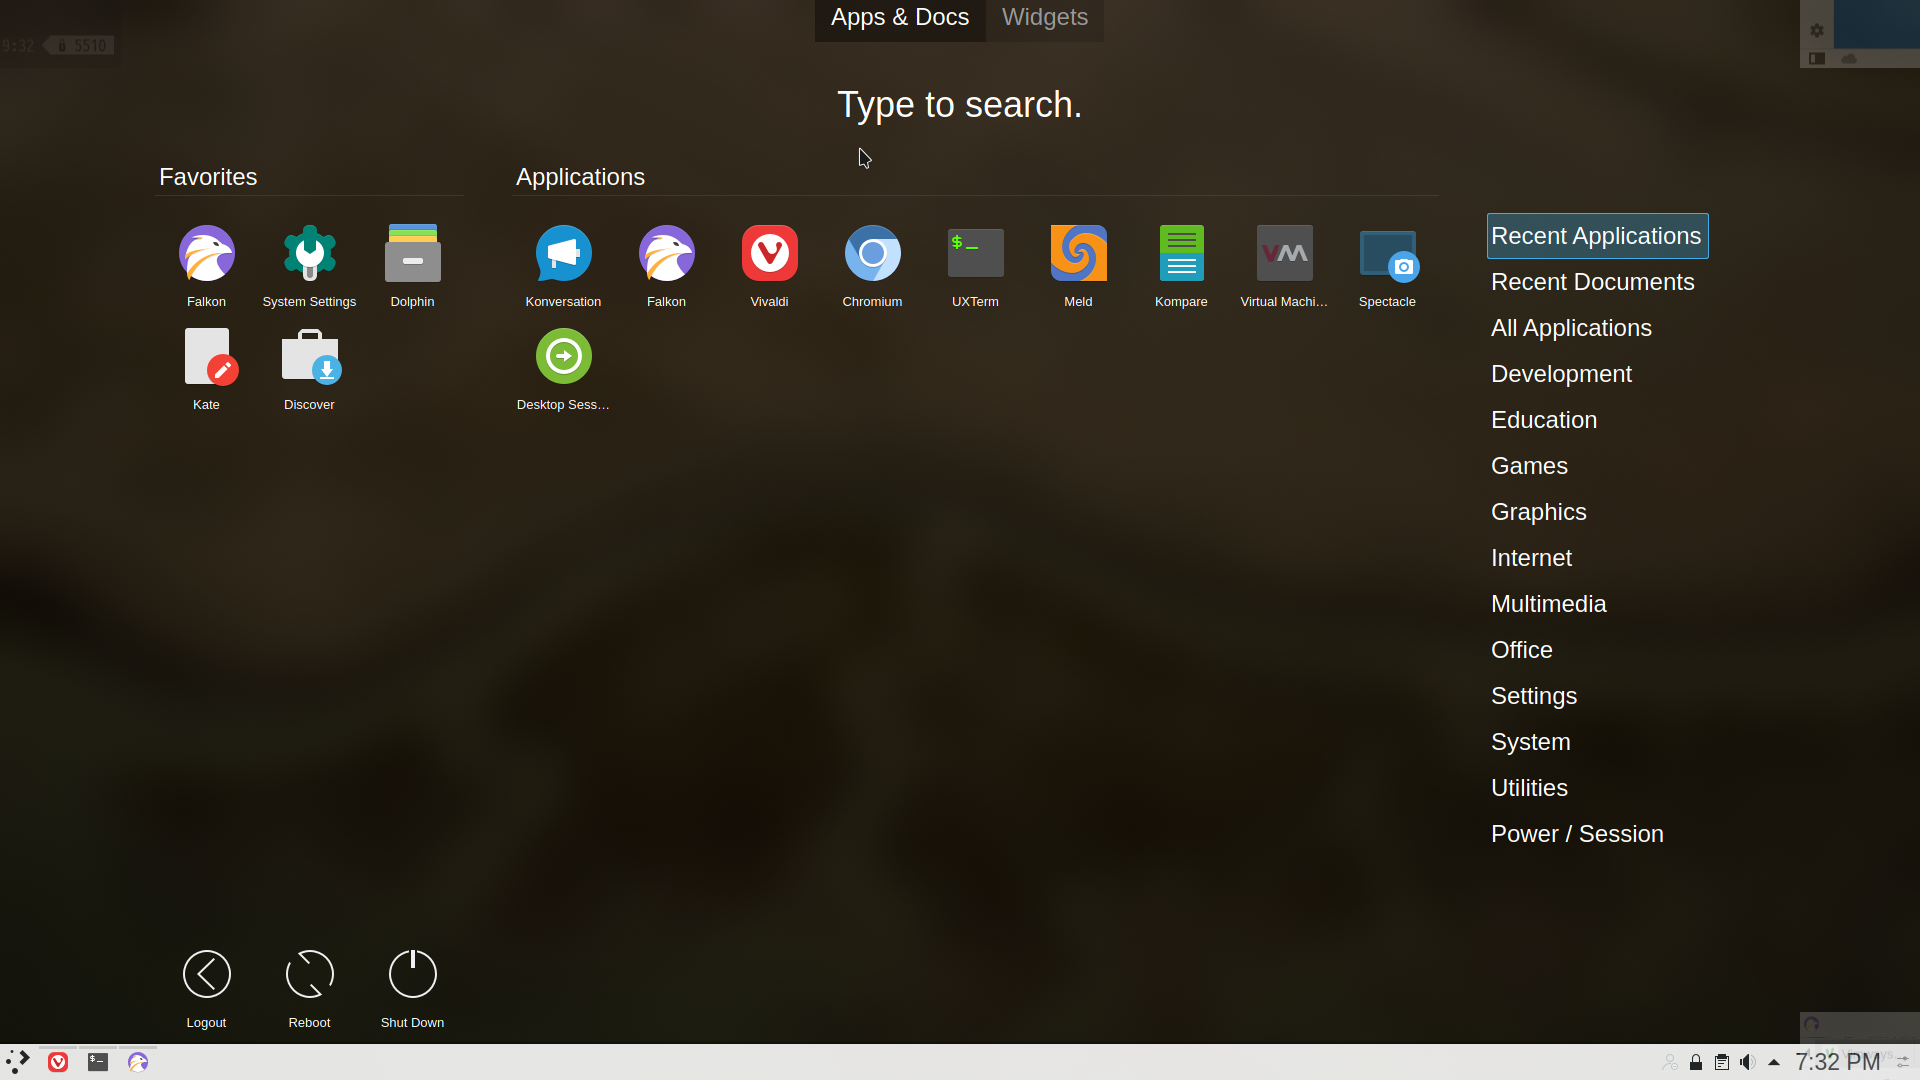 Apps & Docs Widgets
9:32 5510
Type to search.
Favorites
Applications
Falkon System Settings Dolphin
Konversation Falkon Vivaldi Chromium UXTerm Meld Kompare Virtual Machi... Spectacle
Kate Discover
Desktop Sess...
Recent Applications
Recent Documents
All Applications
Development
Education
Games
Graphics
Internet
Multimedia
Office
Settings
System
Utilities
Power / Session
Logout Reboot Shut Down
7:32 PM